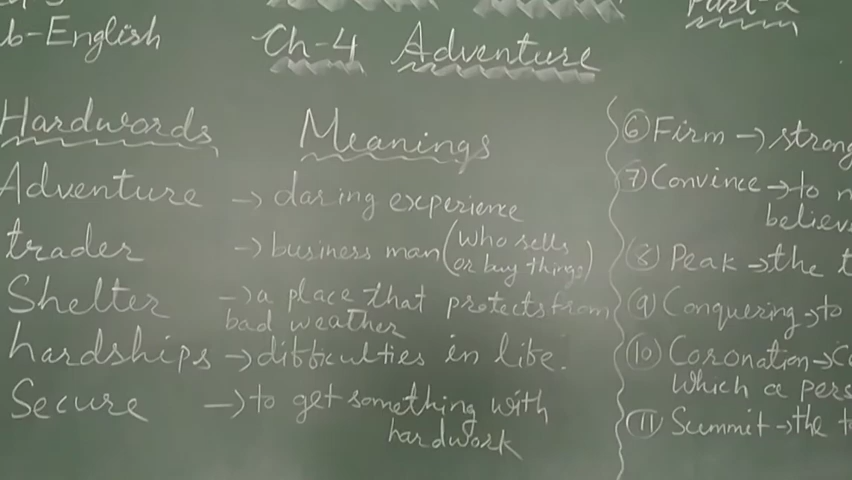 b-English
Ch-4 Adventure
Part-2
Hardwords Meanings
Adventure → daring experience
trader → business man (who sells
or buy things)
Shelter → a place that protects from
bad weather
hardships → difficulties in life.
Secure → to get something with
hardwork
⑥ Firm → strong
⑦ Convince → to
believ
⑧ Peak → the t
⑨ Conquering → to
⑩ Coronation →
which a pers
⑪ Summit → the to